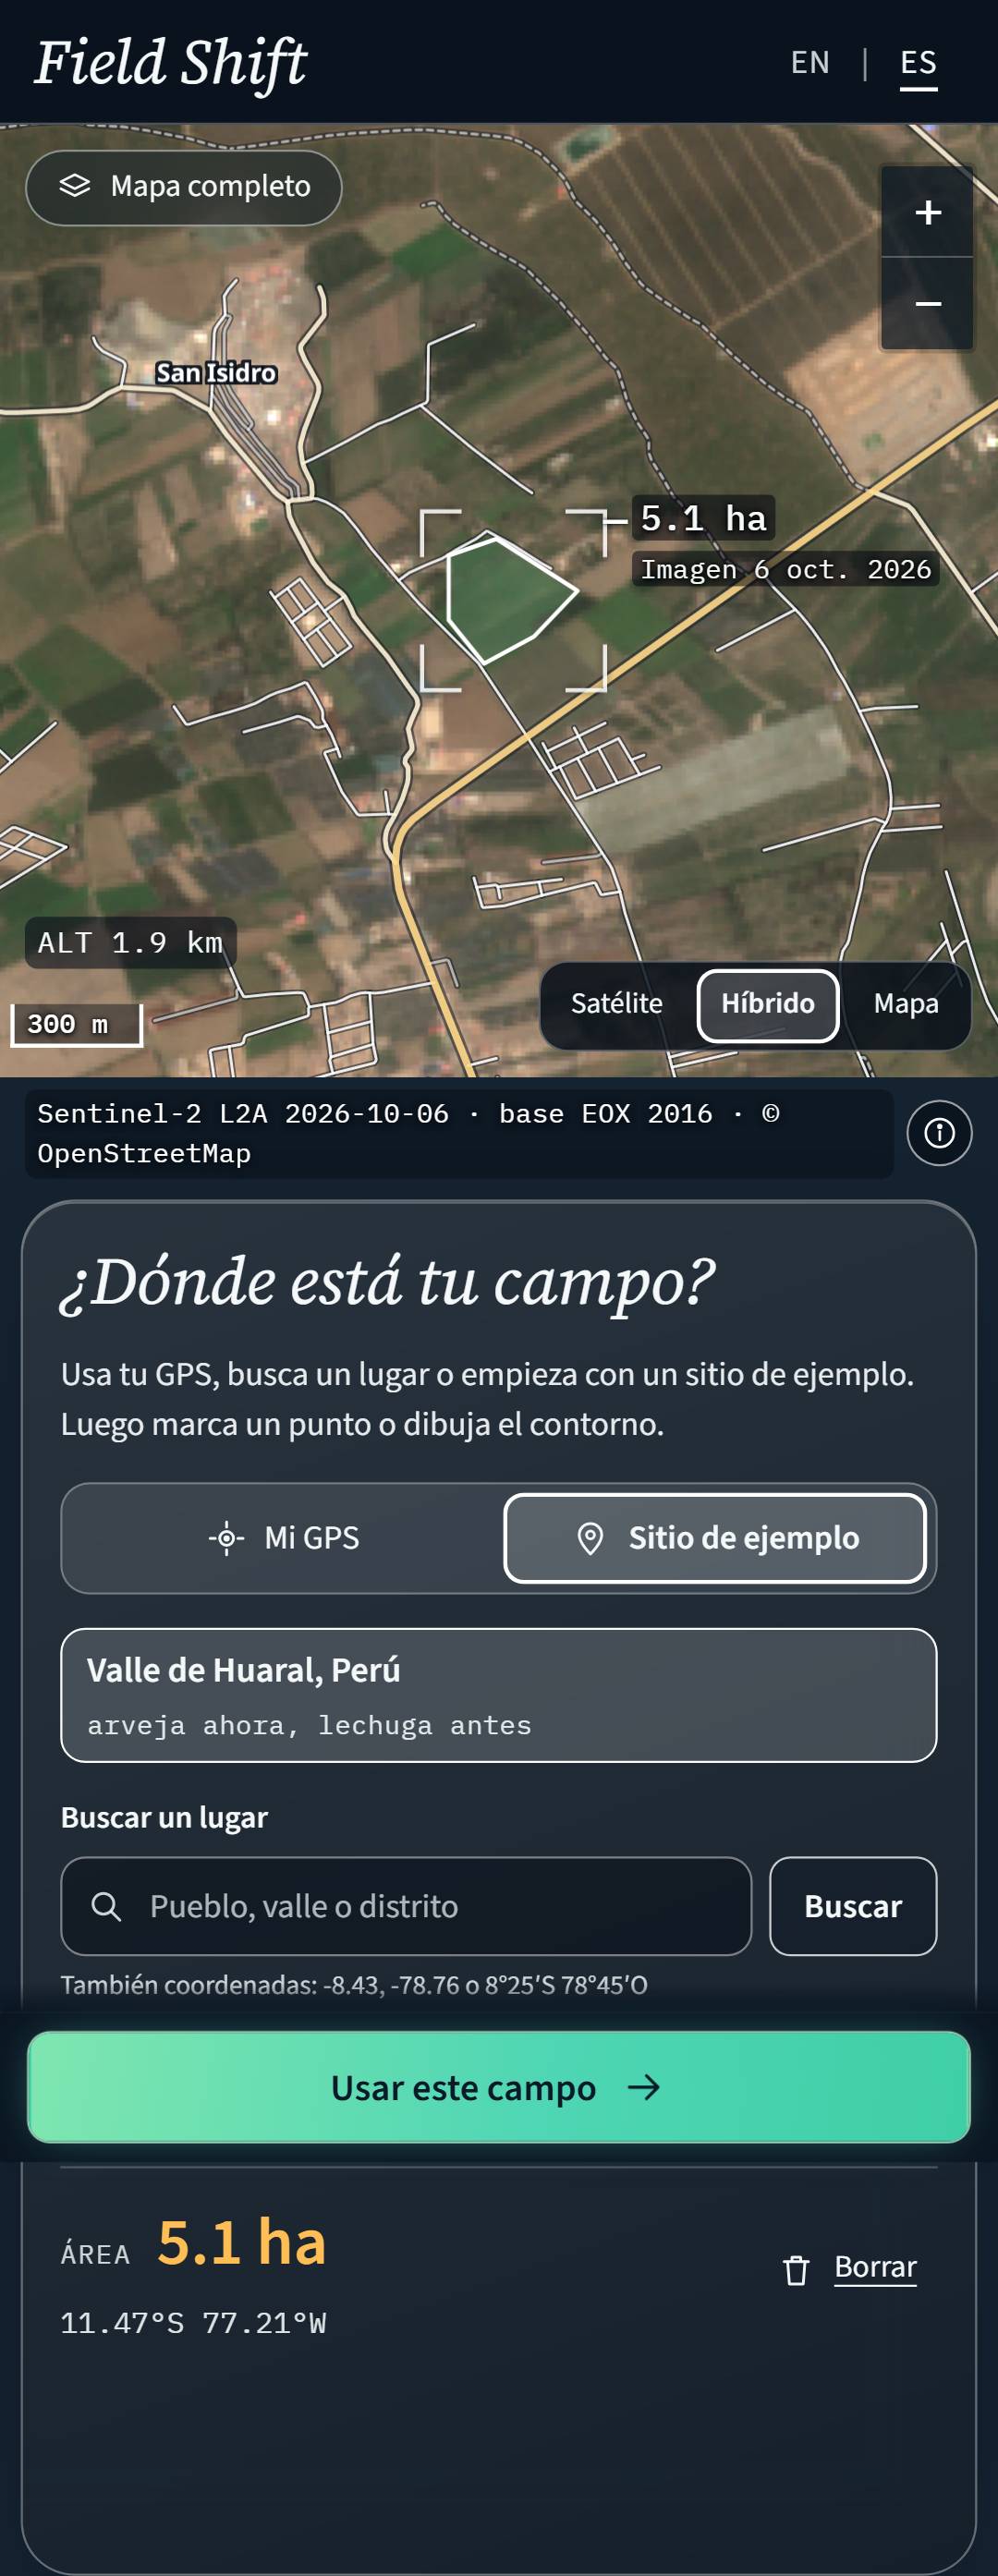 Field Shift
EN | ES
Mapa completo
+
−
San Isidro
5.1 ha
Imagen 6 oct. 2026
ALT 1.9 km
300 m
Satélite Híbrido Mapa
Sentinel-2 L2A 2026-10-06 · base EOX 2016 · ©
OpenStreetMap
¿Dónde está tu campo?
Usa tu GPS, busca un lugar o empieza con un sitio de ejemplo.
Luego marca un punto o dibuja el contorno.
Mi GPS Sitio de ejemplo
Valle de Huaral, Perú
arveja ahora, lechuga antes
Buscar un lugar
Pueblo, valle o distrito Buscar
También coordenadas: -8.43, -78.76 o 8°25′S 78°45′O
Usar este campo →
ÁREA 5.1 ha
Borrar
11.47°S 77.21°W